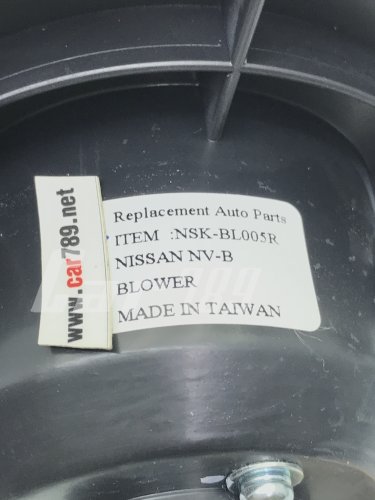 www.car789.net
Replacement Auto Parts
ITEM :NSK-BL005R
NISSAN NV-B
BLOWER
MADE IN TAIWAN